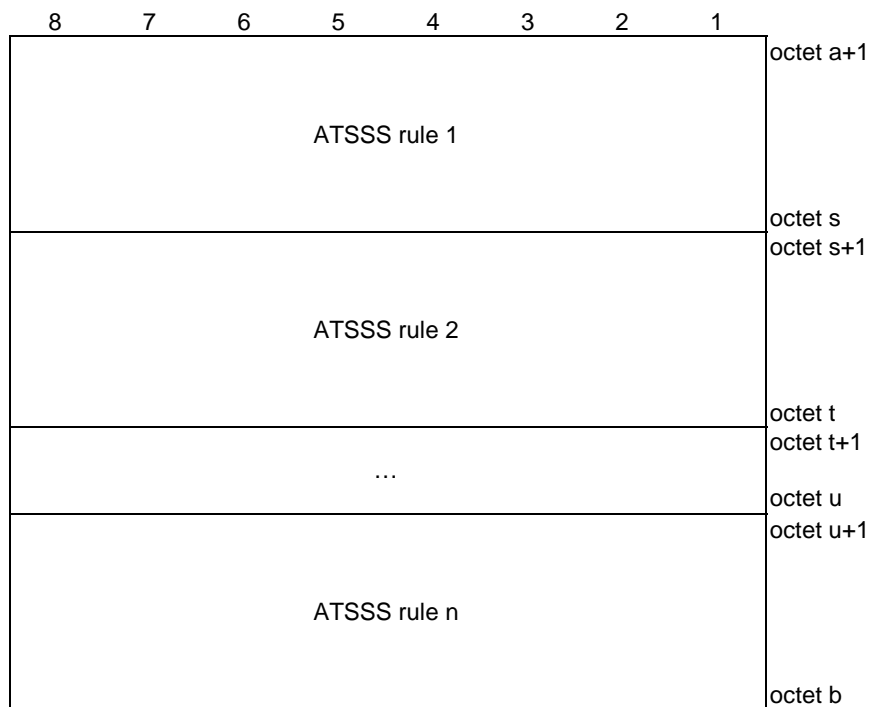 8 7 6 5 4 3 2 1
octet a+1
ATSSS rule 1
octet s
octet s+1
ATSSS rule 2
octet t
octet t+1
…
octet u
octet u+1
ATSSS rule n
octet b